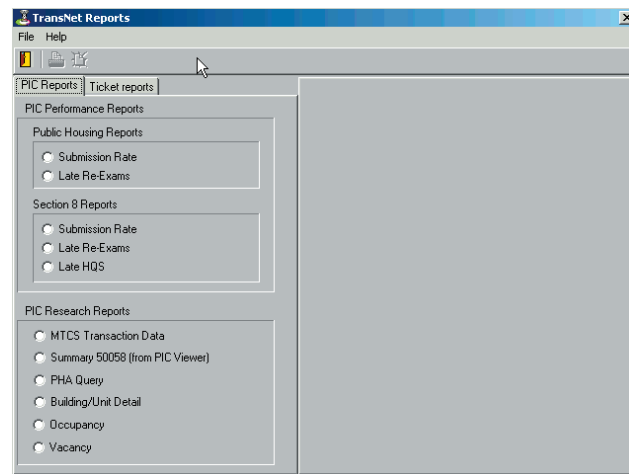 TransNet Reports
File Help
PIC Reports Ticket reports
PIC Performance Reports
Public Housing Reports
Submission Rate
Late Re-Exams
Section 8 Reports
Submission Rate
Late Re-Exams
Late HQS
PIC Research Reports
MTCS Transaction Data
Summary 50058 (from PIC Viewer)
PHA Query
Building/Unit Detail
Occupancy
Vacancy